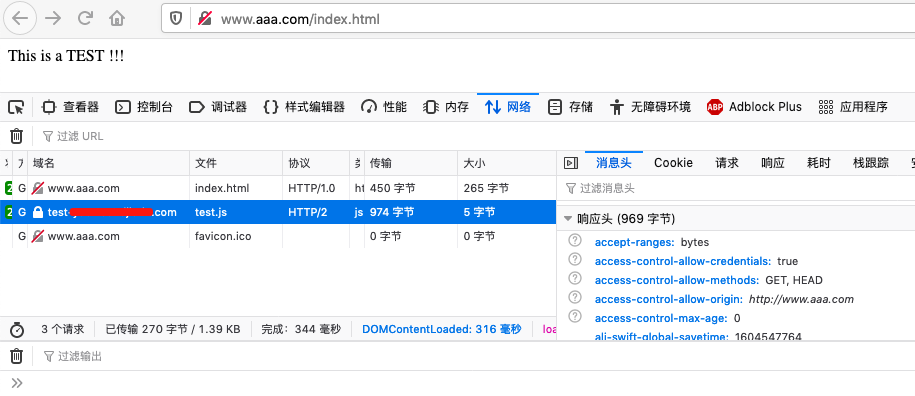 www.aaa.com/index.html
This is a TEST !!!
查看器 控制台 调试器 样式编辑器 性能 内存 网络 存储 无障碍环境 ABP Adblock Plus 应用程序
过滤 URL
域名 文件 协议 传输 大小 消息头 Cookie 请求 响应 耗时 栈跟踪
2 G www.aaa.com index.html HTTP/1.0 ht 450 字节 265 字节 过滤消息头
2 G test- .com test.js HTTP/2 js 974 字节 5 字节
响应头 (969 字节)
G www.aaa.com favicon.ico 0 字节 0 字节
accept-ranges: bytes
access-control-allow-credentials: true
access-control-allow-methods: GET, HEAD
access-control-allow-origin: http://www.aaa.com
access-control-max-age: 0
ali-swift-global-savetime: 1604547764
3 个请求 已传输 270 字节 / 1.39 KB 完成：344 毫秒 DOMContentLoaded: 316 毫秒 loa
过滤输出